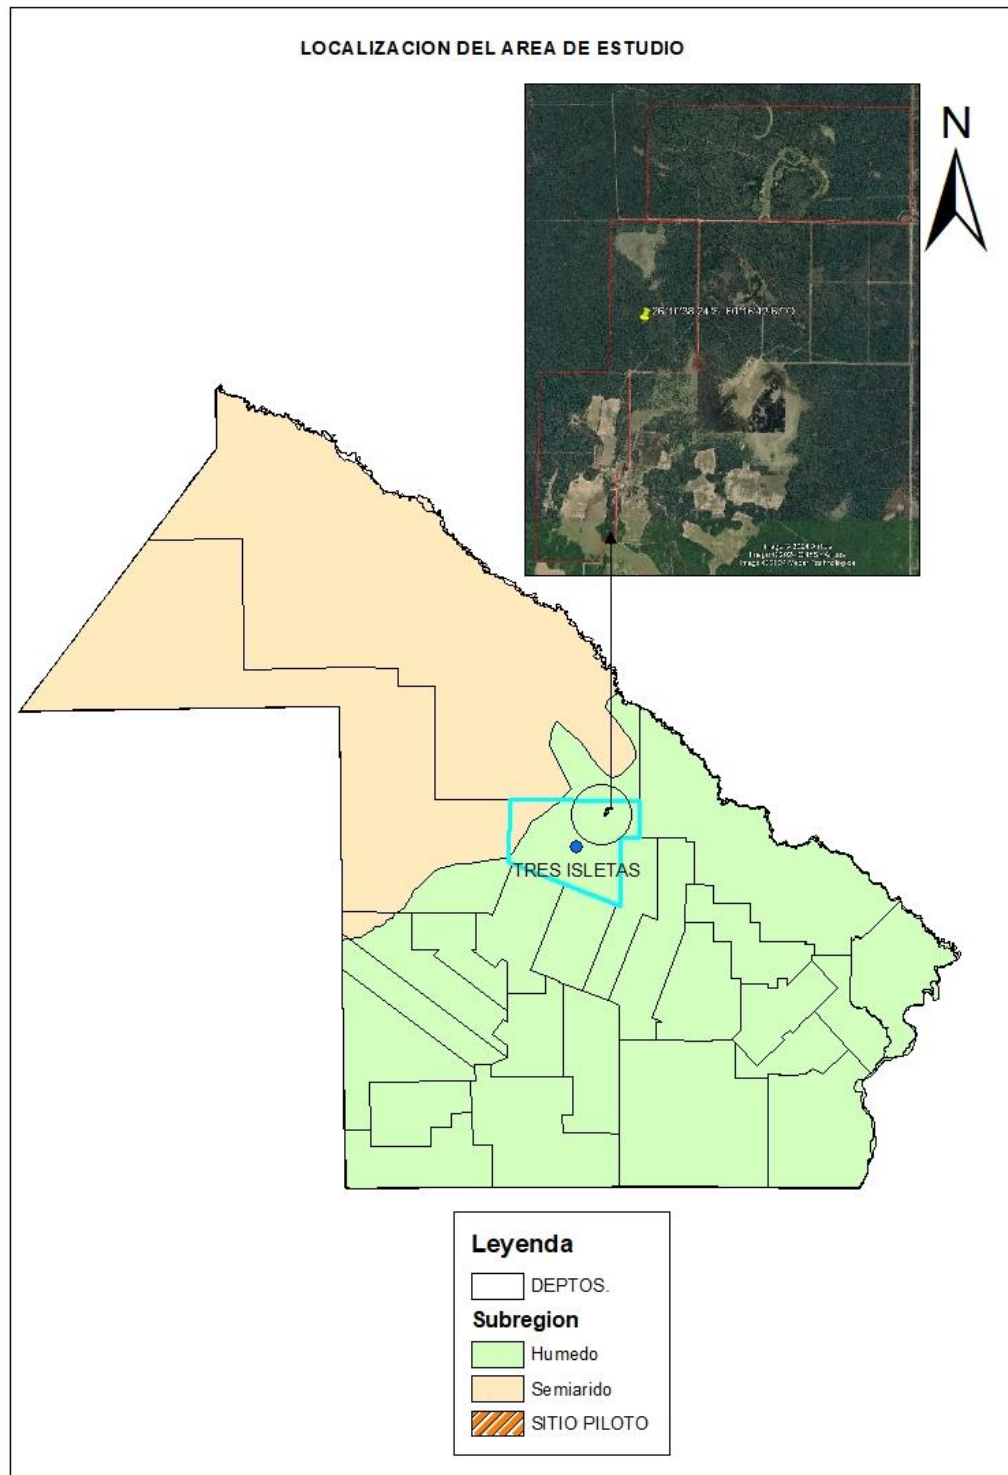 LOCALIZACION DEL AREA DE ESTUDIO
N
TRES ISLETAS
Leyenda
DEPTOS.
Subregion
Humedo
Semiarido
SITIO PILOTO